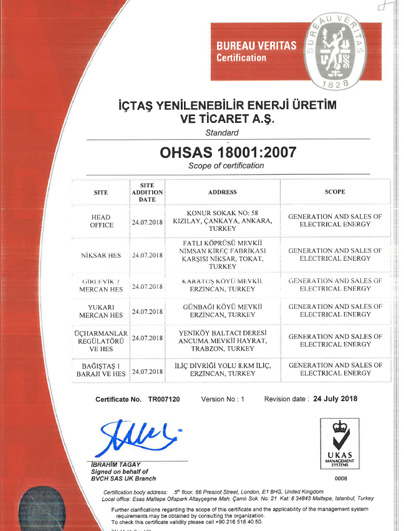 BUREAU VERITAS
Certification
BUREAU VERITAS
1828
İÇTAŞ YENİLENEBİLİR ENERJİ ÜRETİM
VE TİCARET A.Ş.
Standard
OHSAS 18001:2007
Scope of certification
SITE
SITE ADDITION DATE
ADDRESS
SCOPE
HEAD OFFICE
24.07.2018
KONUR SOKAK NO: 58
KIZILAY, ÇANKAYA, ANKARA,
TURKEY
GENERATION AND SALES OF
ELECTRICAL ENERGY
NİKSAR HES
24.07.2018
FATLI KÖPRÜSÜ MEVKİİ
NİMSAN KİREÇ FABRİKASI
KARŞISI NİKSAR, TOKAT,
TURKEY
GENERATION AND SALES OF
ELECTRICAL ENERGY
GİRLEVİK 2
MERCAN HES
24.07.2018
KARATUŞ KÖYÜ MEVKİİ
ERZİNCAN, TURKEY
GENERATION AND SALES OF
ELECTRICAL ENERGY
YUKARI
MERCAN HES
24.07.2018
GÜNBAĞI KÖYÜ MEVKİİ
ERZİNCAN, TURKEY
GENERATION AND SALES OF
ELECTRICAL ENERGY
ÜÇHARMANLAR
REGÜLATÖRÜ
VE HES
24.07.2018
YENİKÖY BALTACI DERESİ
ANCUMA MEVKİİ HAYRAT,
TRABZON, TURKEY
GENERATION AND SALES OF
ELECTRICAL ENERGY
BAĞIŞTAŞ 1
BARAJI VE HES
24.07.2018
İLİÇ DİVRİĞİ YOLU 8.KM İLİÇ,
ERZİNCAN, TURKEY
GENERATION AND SALES OF
ELECTRICAL ENERGY
Certificate No. TR007120 Version No : 1 Revision date : 24 July 2018
İBRAHİM TAGAY
Signed on behalf of
BVCH SAS UK Branch
UKAS
MANAGEMENT
SYSTEMS
0008
Certification body address: 5th floor, 66 Prescot Street, London, E1 8HG, United Kingdom
Local office: Esas Maltepe Ofispark Altayçeşme Mah. Çamlı Sok. No. 21 Kat: 8 34843 Maltepe, Istanbul, Turkey
Further clarifications regarding the scope of this certificate and the applicability of the management system
requirements may be obtained by consulting the organization.
To check this certificate validity please call +90 216 518 40 50.